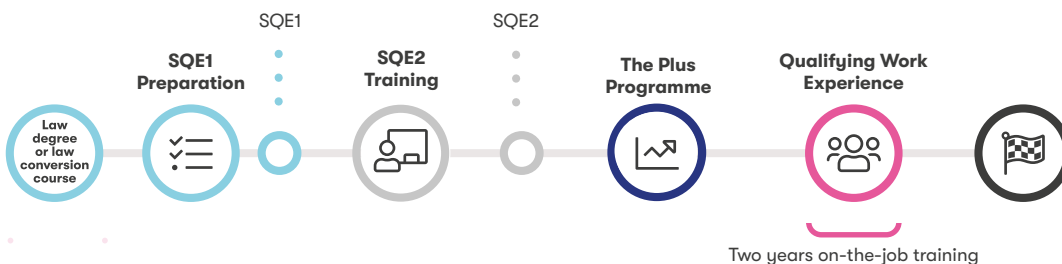 SQE1
SQE2
SQE1
Preparation
SQE2
Training
The Plus
Programme
Qualifying Work
Experience
Law
degree
or law
conversion
course
Two years on-the-job training